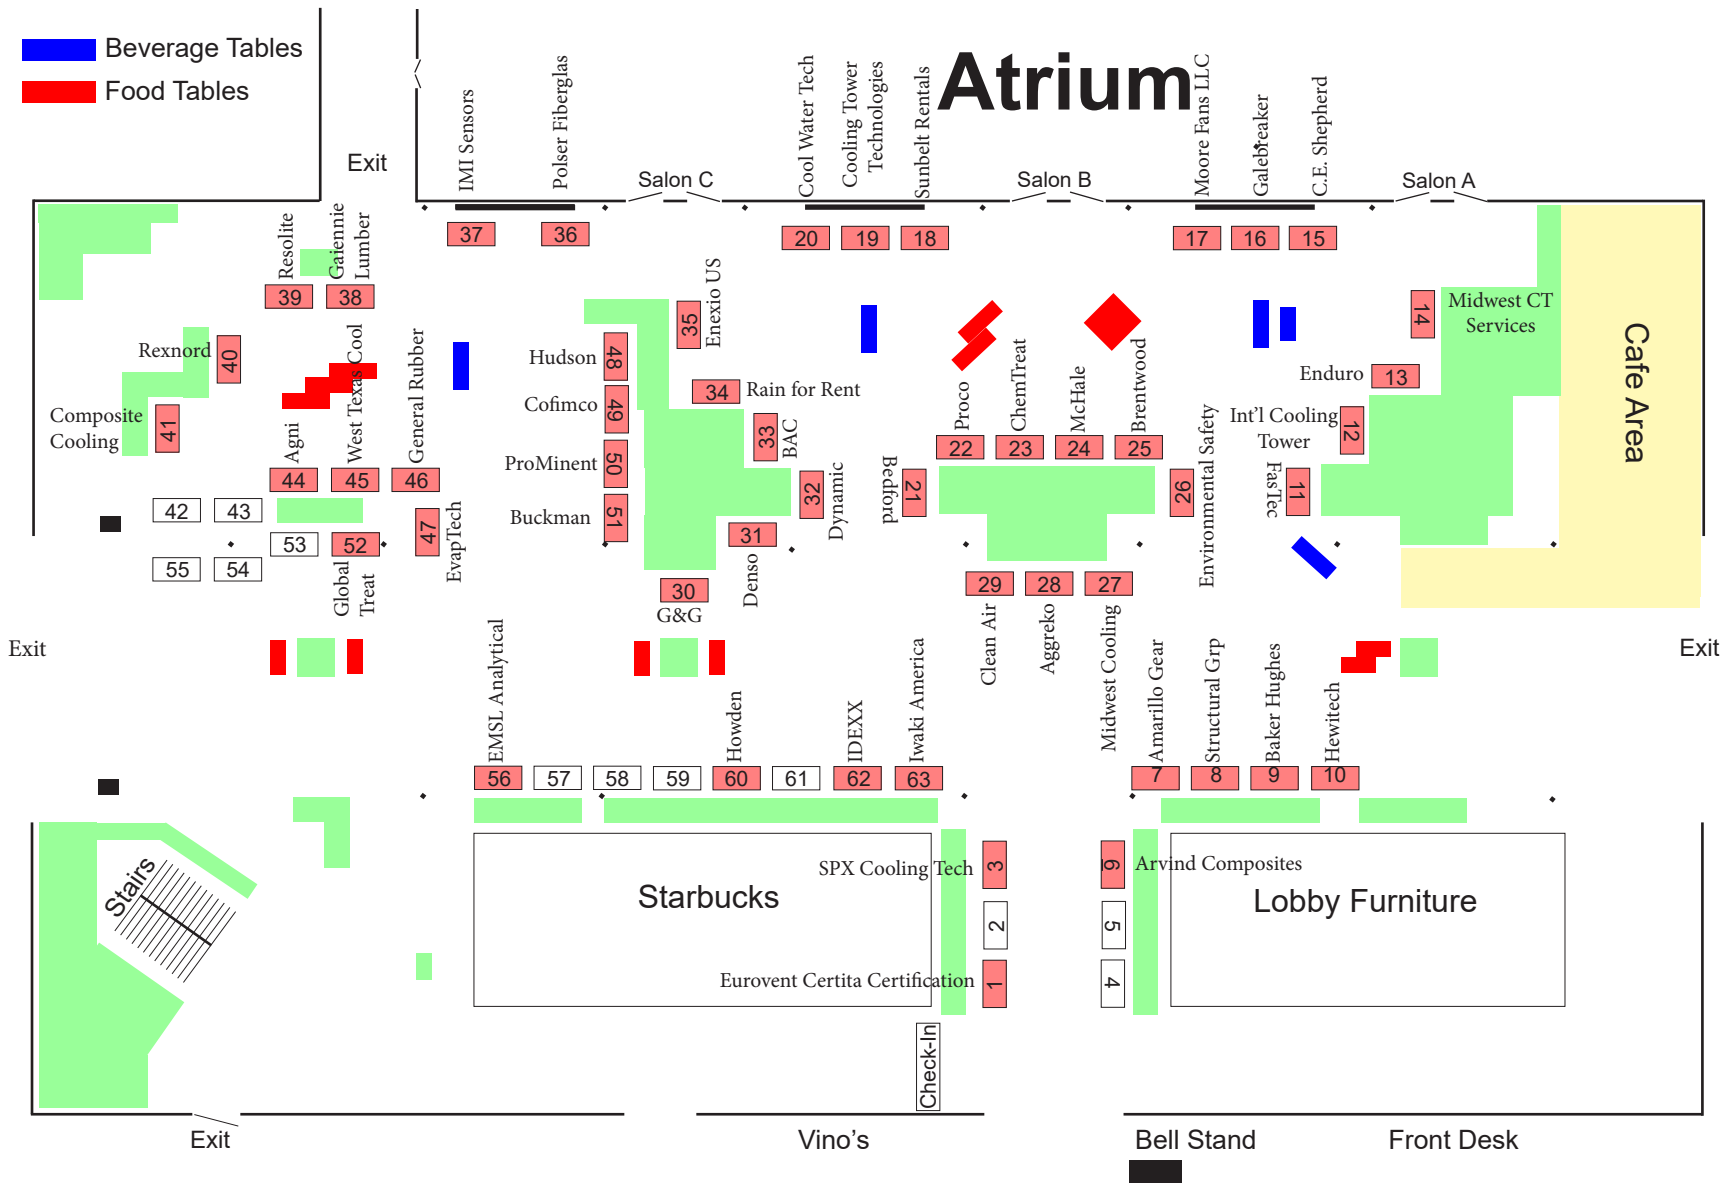 Beverage Tables
Food Tables
Atrium
Exit
IMI Sensors
Polser Fiberglas
Salon C
Cool Water Tech
Cooling Tower
Technologies
Sunbelt Rentals
Salon B
Moore Fans LLC
Galebreaker
C.E. Shepherd
Salon A
37
36
20
19
18
17
16
15
Resolite
Gaiennie
Lumber
39
38
Enexio US
35
14
Midwest CT
Services
Cafe Area
Rexnord
40
Hudson
48
34
Rain for Rent
Enduro
13
Composite
Cooling
41
Agni
West Texas Cool
General Rubber
Cofimco
49
33
BAC
Proco
ChemTreat
McHale
Brentwood
Int'l Cooling
Tower
12
22
23
24
25
44
45
46
ProMinent
50
32
Dynamic
Bedford
21
26
Environmental Safety
FasTec
11
42
43
47
EvapTech
Buckman
51
31
Denso
53
52
55
54
Global
Treat
30
G&G
29
28
27
Clean Air
Aggreko
Midwest Cooling
Exit
Exit
EMSL Analytical
Howden
IDEXX
Iwaki America
Amarillo Gear
Structural Grp
Baker Hughes
Hewitech
56
57
58
59
60
61
62
63
7
8
9
10
Stairs
SPX Cooling Tech
3
6
Arvind Composites
Starbucks
2
5
Lobby Furniture
Eurovent Certita Certification
1
4
Check-In
Exit
Vino's
Bell Stand
Front Desk